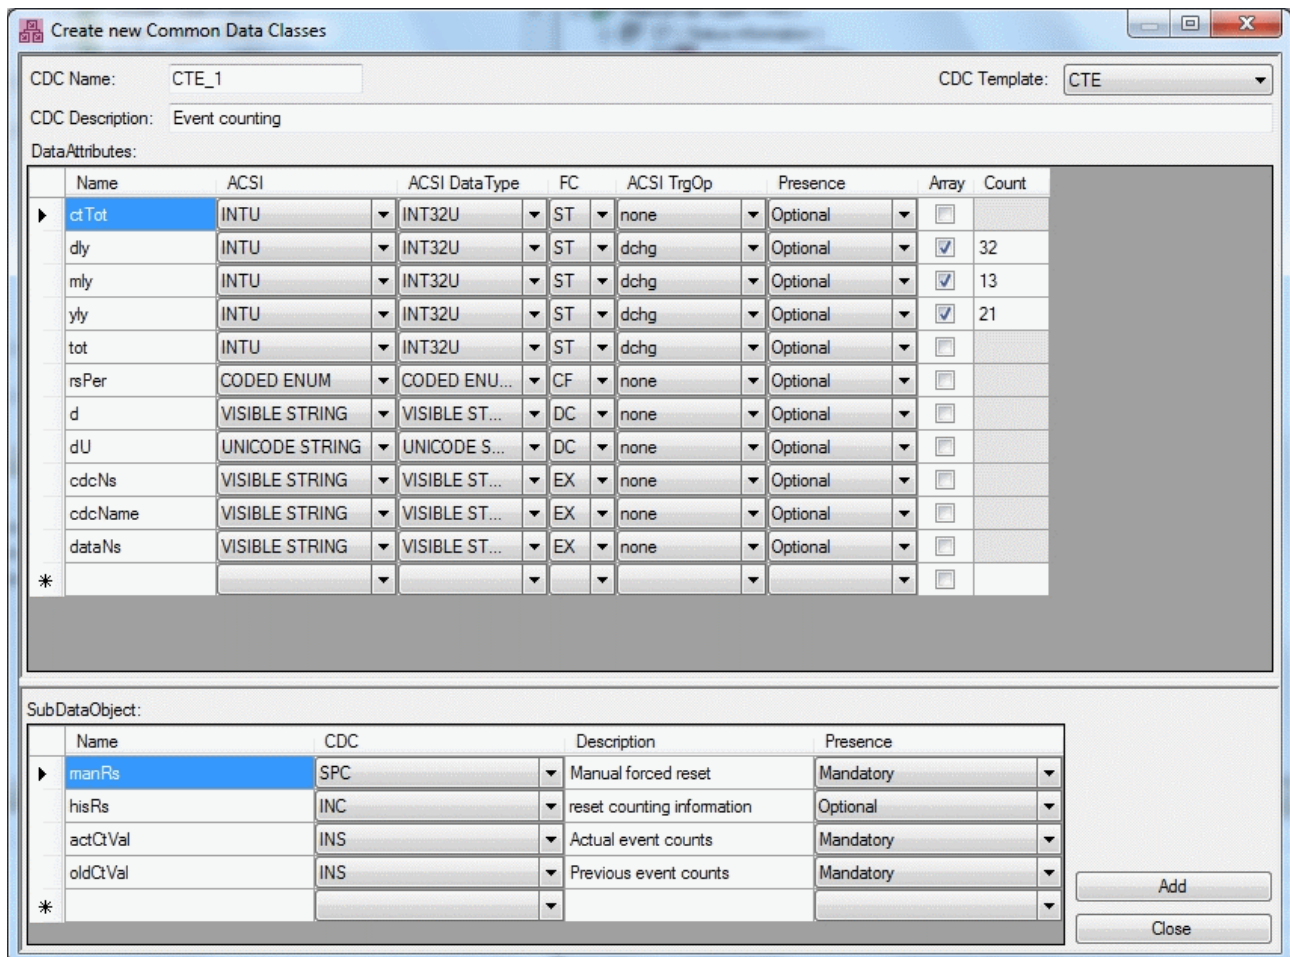 Create new Common Data Classes
CDC Name: CTE_1 CDC Template: CTE
CDC Description: Event counting
DataAttributes:
Name ACSI ACSI DataType FC ACSI TrgOp Presence Array Count
ctTot INTU INT32U ST none Optional
dly INTU INT32U ST dchg Optional 32
mly INTU INT32U ST dchg Optional 13
yly INTU INT32U ST dchg Optional 21
tot INTU INT32U ST dchg Optional
rsPer CODED ENUM CODED ENU... CF none Optional
d VISIBLE STRING VISIBLE ST... DC none Optional
dU UNICODE STRING UNICODE S... DC none Optional
cdcNs VISIBLE STRING VISIBLE ST... EX none Optional
cdcName VISIBLE STRING VISIBLE ST... EX none Optional
dataNs VISIBLE STRING VISIBLE ST... EX none Optional
SubDataObject:
Name CDC Description Presence
manRs SPC Manual forced reset Mandatory
hisRs INC reset counting information Optional
actCtVal INS Actual event counts Mandatory
oldCtVal INS Previous event counts Mandatory
Add
Close